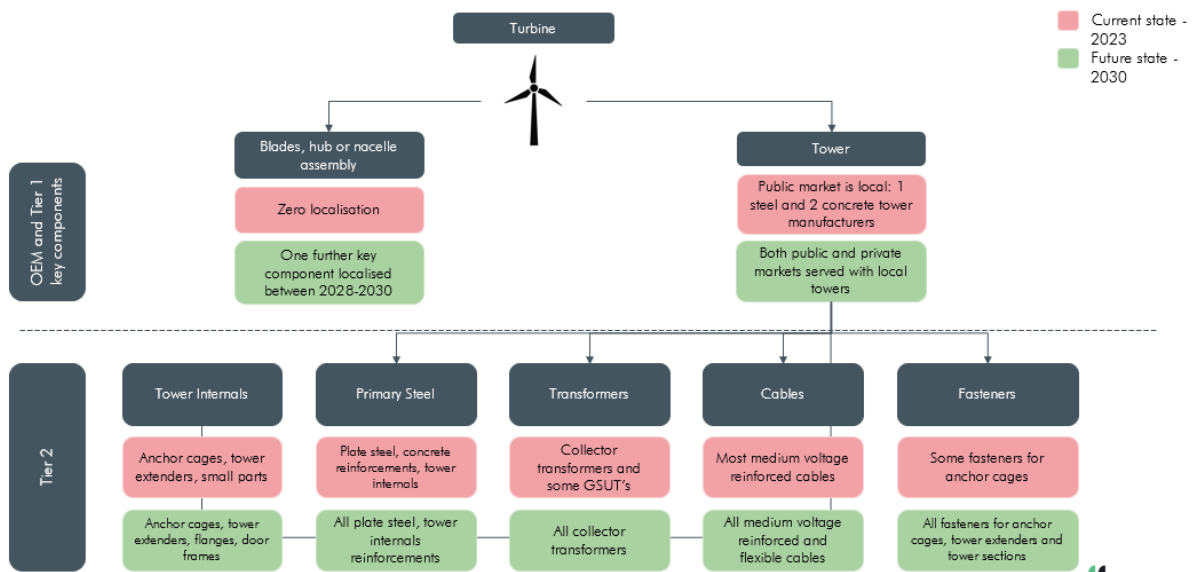 Turbine
Current state -
2023
Future state -
2030
OEM and Tier 1
key components
Blades, hub or nacelle
assembly
Zero localisation
One further key
component localised
between 2028-2030
Tower
Public market is local: 1
steel and 2 concrete tower
manufacturers
Both public and private
markets served with local
towers
Tier 2
Tower Internals
Anchor cages, tower
extenders, small parts
Anchor cages, tower
extenders, flanges, door
frames
Primary Steel
Plate steel, concrete
reinforcements, tower
internals
All plate steel, tower
internals
reinforcements
Transformers
Collector
transformers and
some GSUT's
All collector
transformers
Cables
Most medium voltage
reinforced cables
All medium voltage
reinforced and
flexible cables
Fasteners
Some fasteners for
anchor cages
All fasteners for anchor
cages, tower extenders and
tower sections